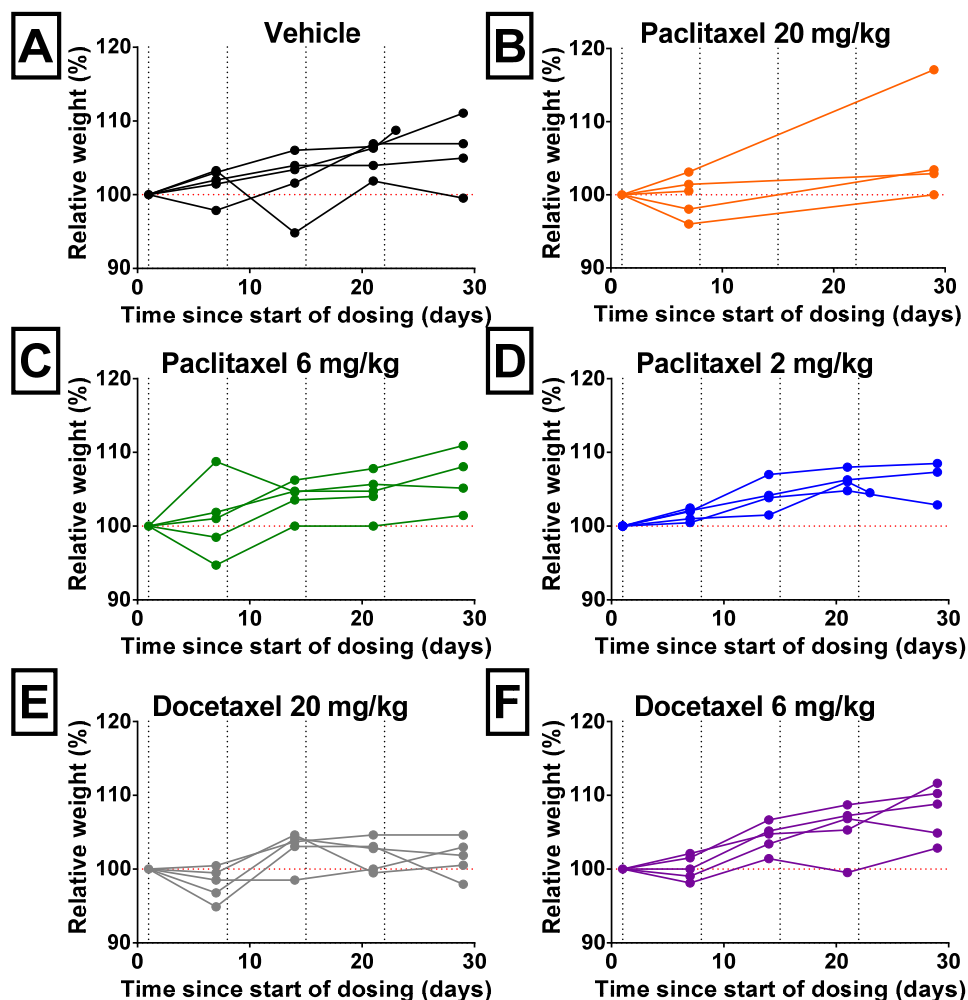 A
Vehicle
Relative weight (%)
120
110
100
90
0
10
20
30
Time since start of dosing (days)
B
Paclitaxel 20 mg/kg
Relative weight (%)
120
110
100
90
0
10
20
30
Time since start of dosing (days)
C
Paclitaxel 6 mg/kg
Relative weight (%)
120
110
100
90
0
10
20
30
Time since start of dosing (days)
D
Paclitaxel 2 mg/kg
Relative weight (%)
120
110
100
90
0
10
20
30
Time since start of dosing (days)
E
Docetaxel 20 mg/kg
Relative weight (%)
120
110
100
90
0
10
20
30
Time since start of dosing (days)
F
Docetaxel 6 mg/kg
Relative weight (%)
120
110
100
90
0
10
20
30
Time since start of dosing (days)